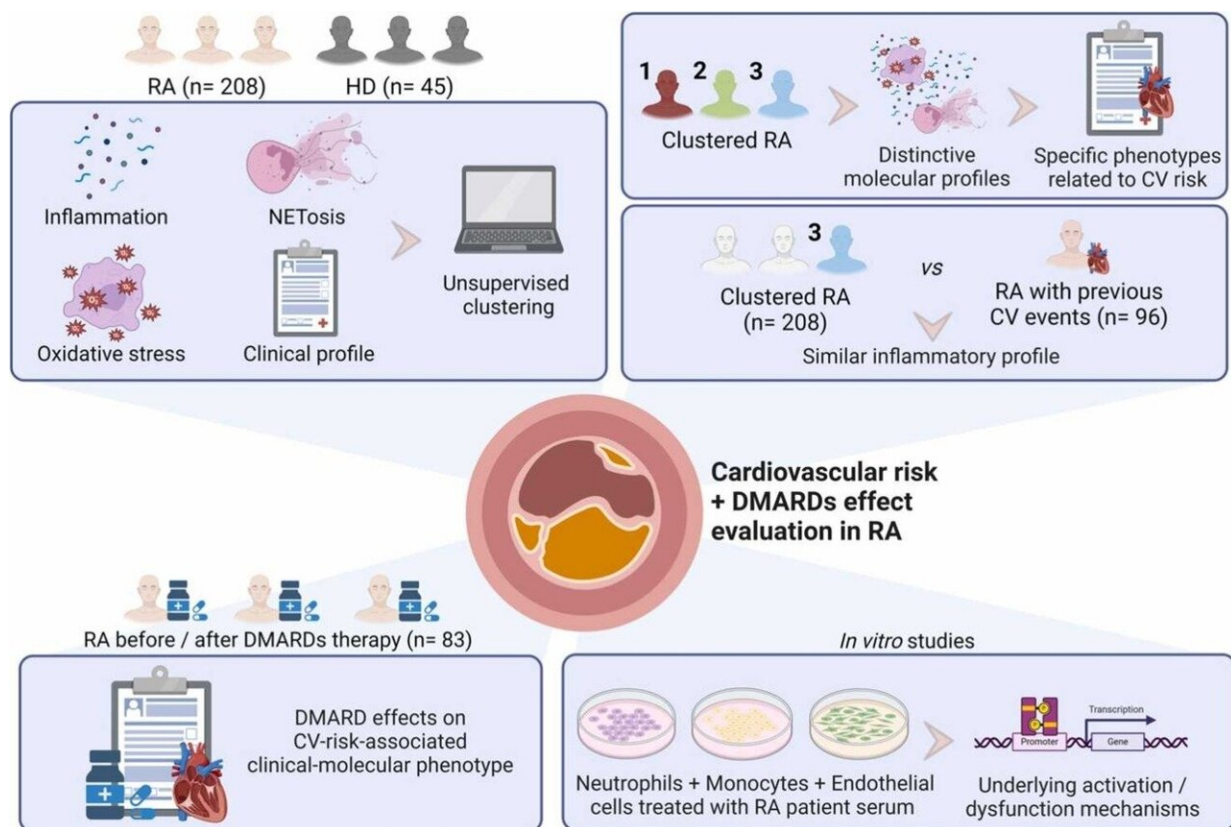 RA (n= 208)
HD (n= 45)
Inflammation
NETosis
Oxidative stress
Clinical profile
Unsupervised
clustering
1
2
3
Clustered RA
Distinctive
molecular profiles
Specific phenotypes
related to CV risk
3
Clustered RA
(n= 208)
vs
RA with previous
CV events (n= 96)
Similar inflammatory profile
Cardiovascular risk
+ DMARDs effect
evaluation in RA
RA before / after DMARDs therapy (n= 83)
DMARD effects on
CV-risk-associated
clinical-molecular phenotype
In vitro studies
Neutrophils + Monocytes + Endothelial
cells treated with RA patient serum
Promoter
Transcription
Gene
Underlying activation /
dysfunction mechanisms